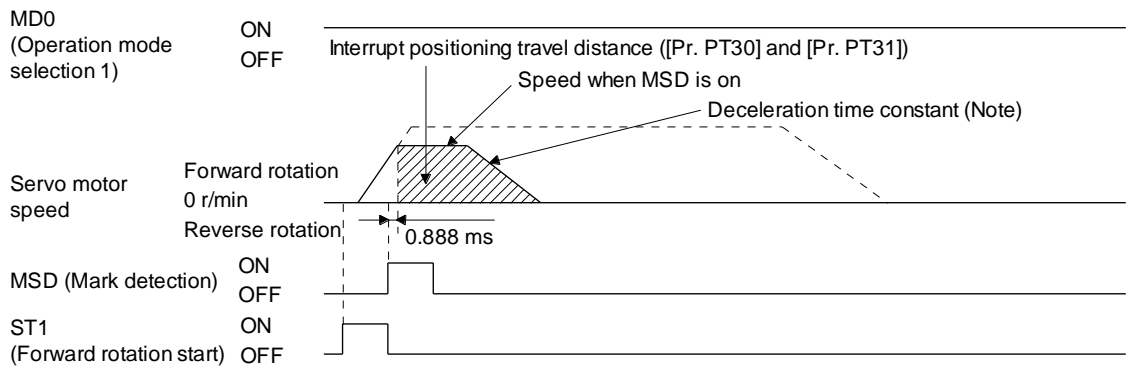 MD0
(Operation mode
selection 1)
ON
OFF
Interrupt positioning travel distance ([Pr. PT30] and [Pr. PT31])
Speed when MSD is on
Deceleration time constant (Note)
Servo motor
speed
Forward rotation
0 r/min
Reverse rotation
0.888 ms
MSD (Mark detection)
ON
OFF
ST1
(Forward rotation start)
ON
OFF